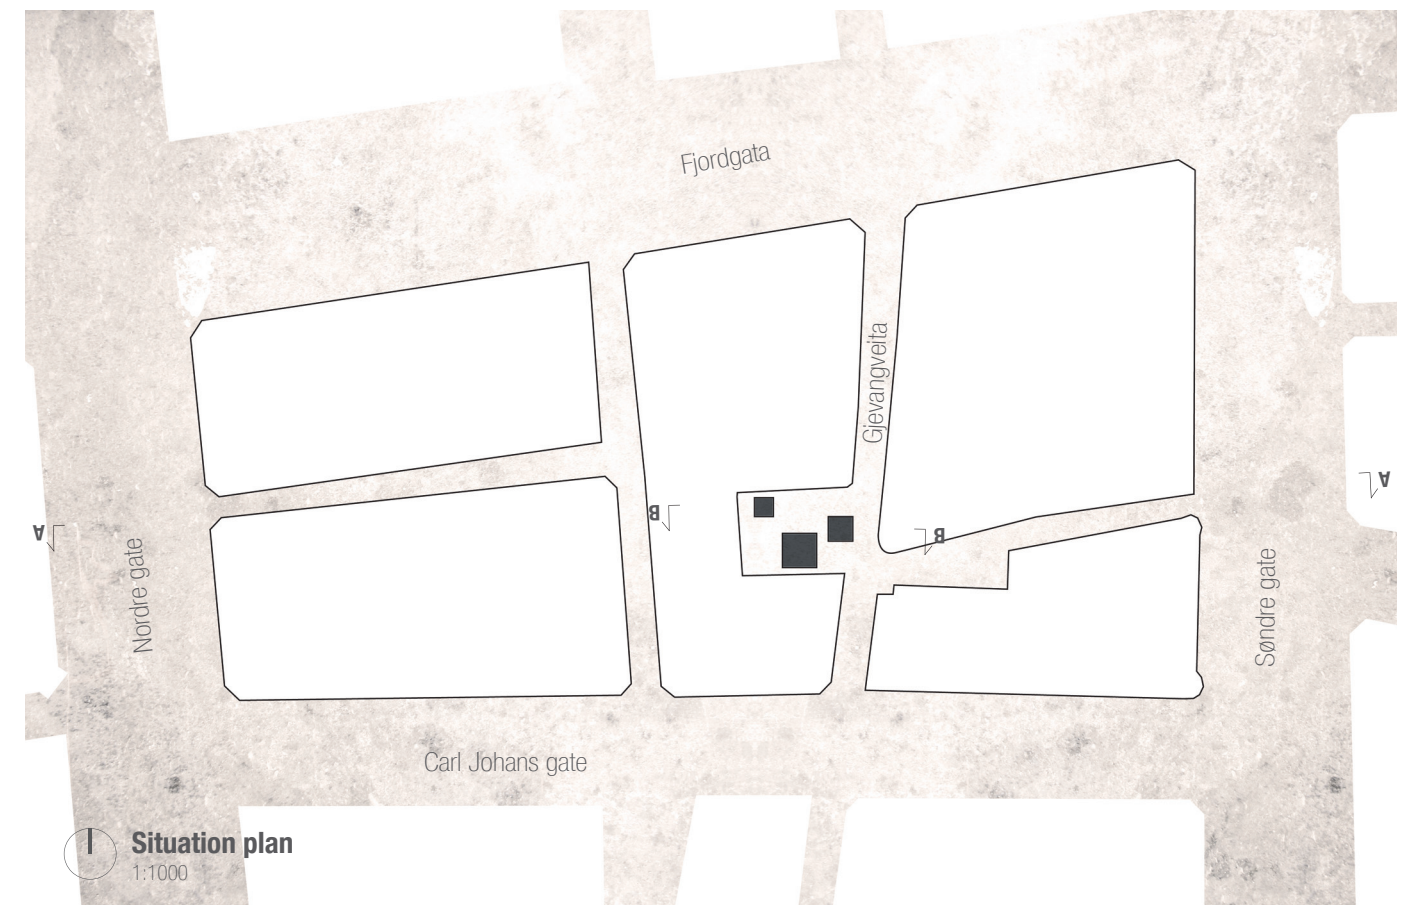 Fjordgata
Gjevangveita
A
A
B
B
Nordre gate
Søndre gate
Carl Johans gate
Situation plan
1:1000